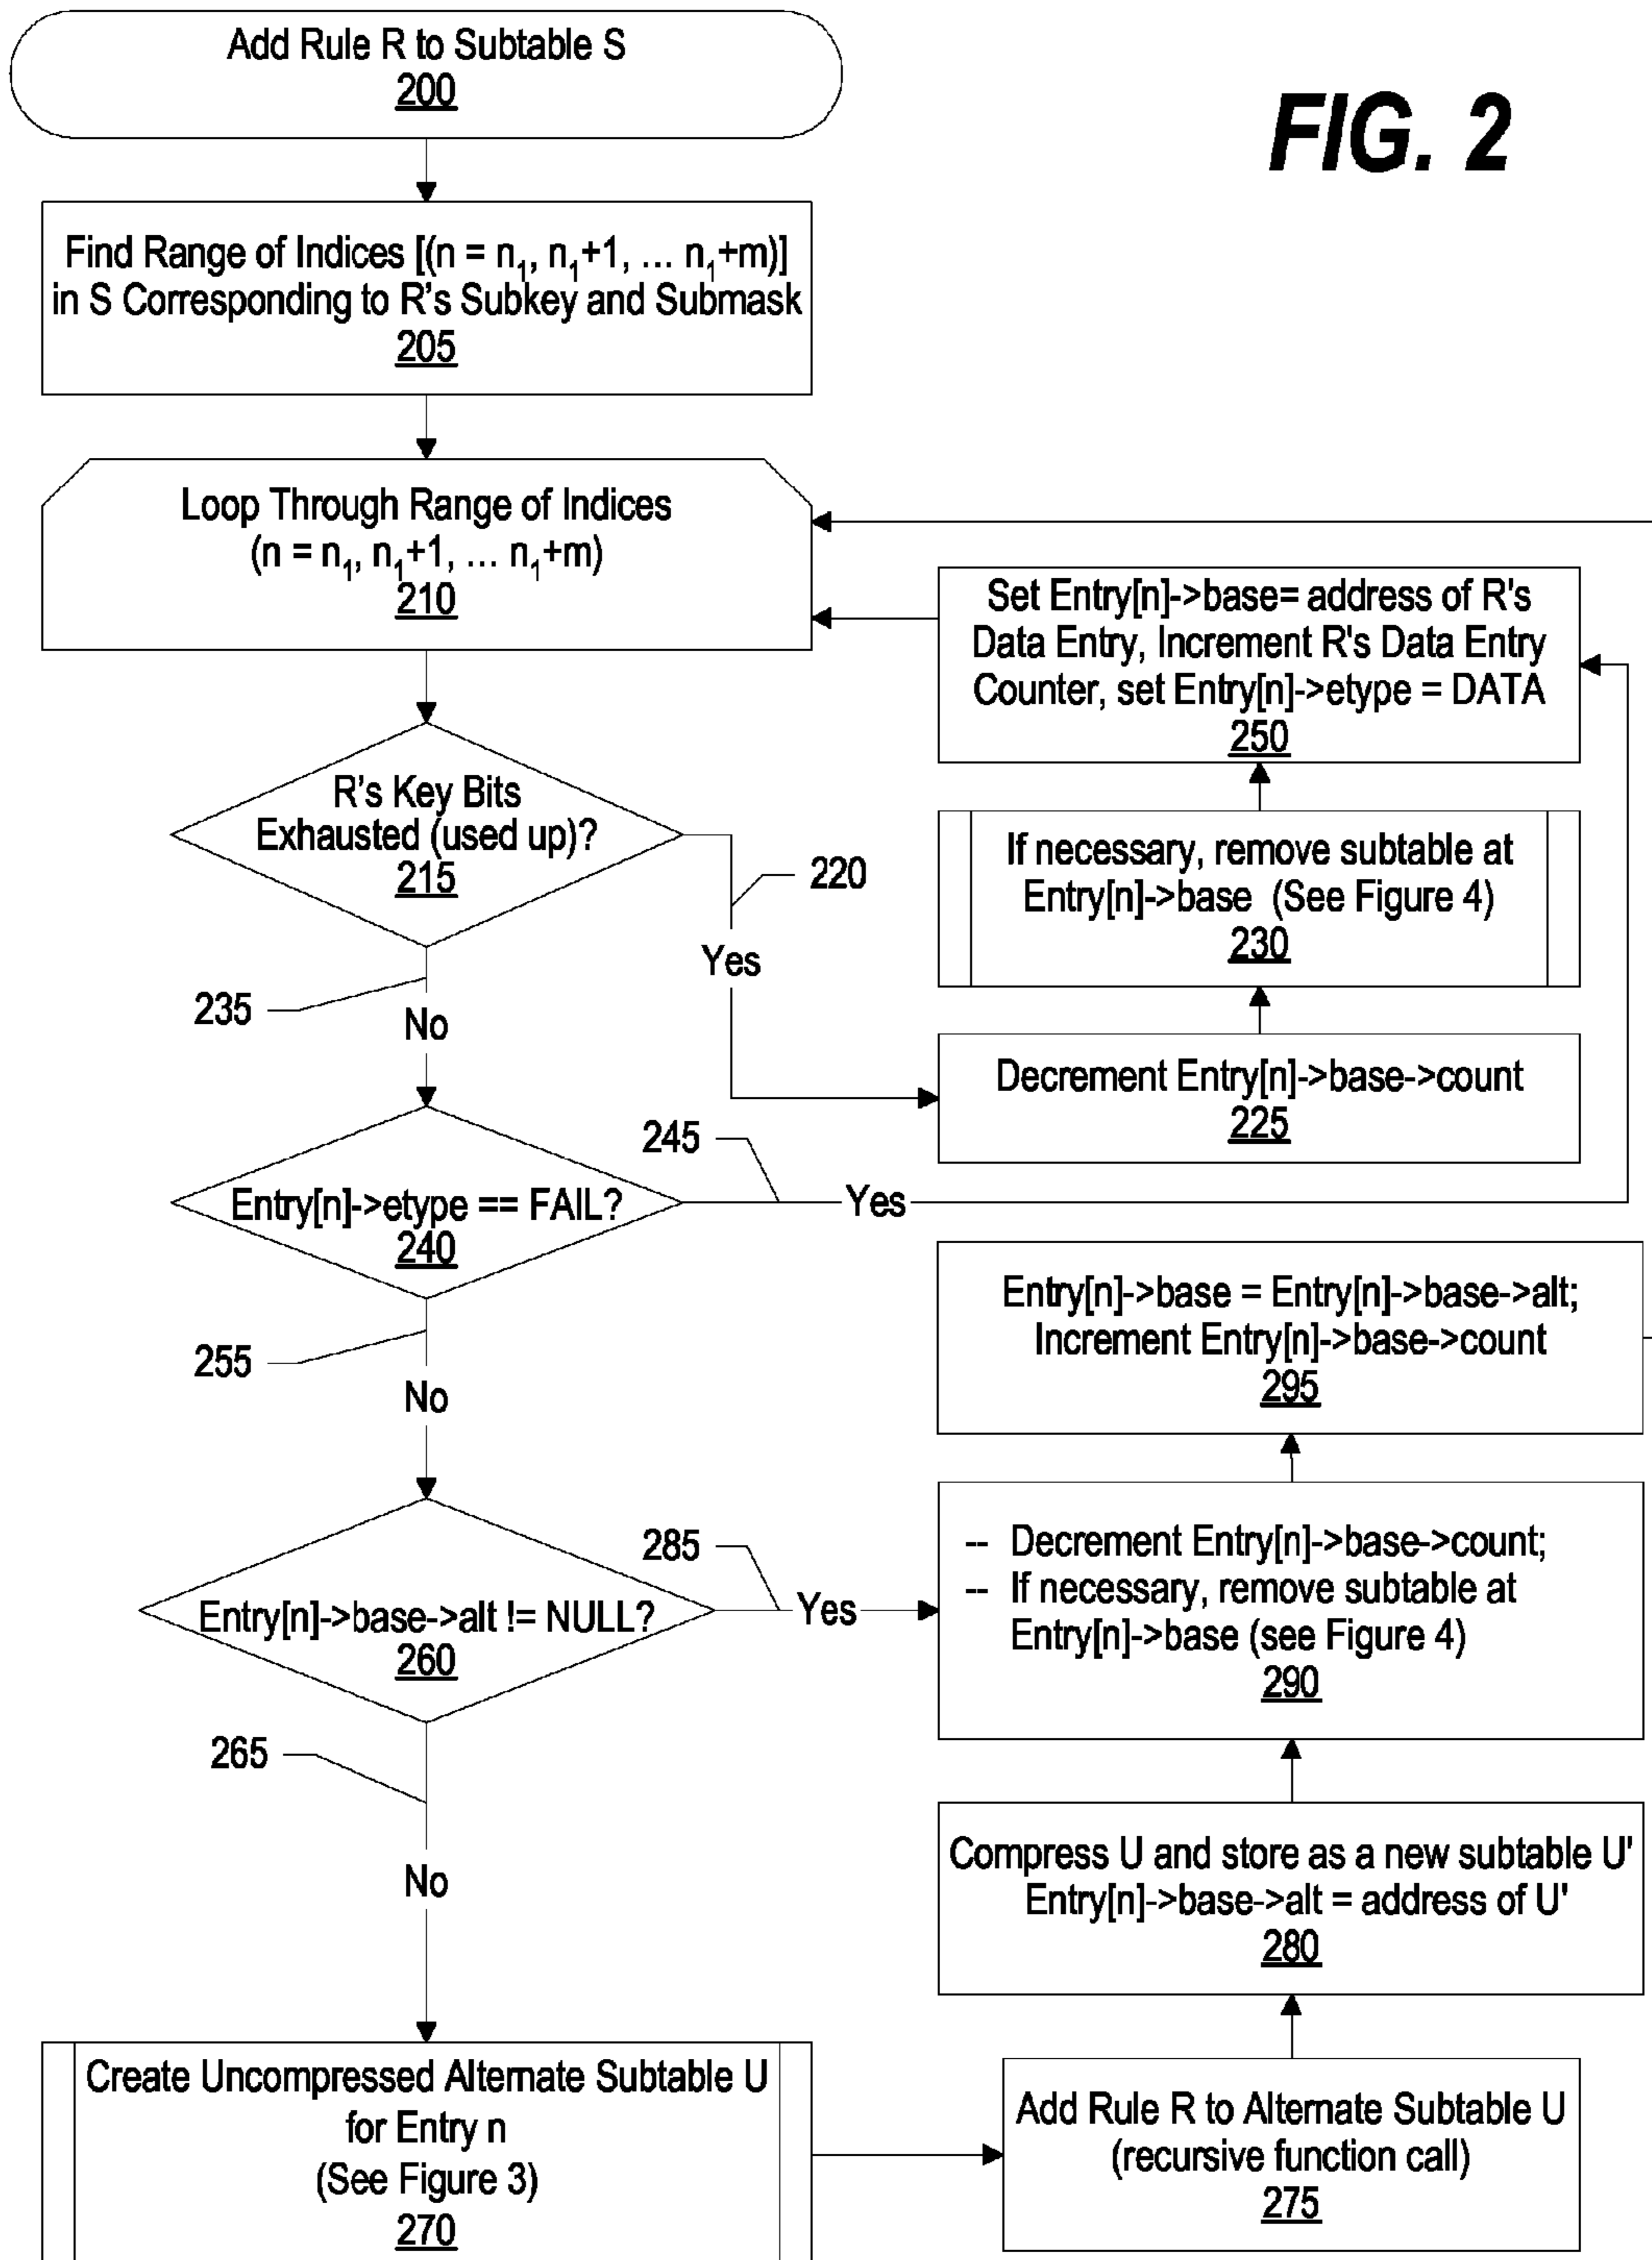 FIG. 2
Add Rule R to Subtable S
200
Find Range of Indices [(n = n₁, n₁+1, ... n₁+m)]
in S Corresponding to R's Subkey and Submask
205
Loop Through Range of Indices
(n = n₁, n₁+1, ... n₁+m)
210
R's Key Bits
Exhausted (used up)?
215
220
Yes
235
No
Set Entry[n]->base= address of R's
Data Entry, Increment R's Data Entry
Counter, set Entry[n]->etype = DATA
250
If necessary, remove subtable at
Entry[n]->base (See Figure 4)
230
Decrement Entry[n]->base->count
225
Entry[n]->etype == FAIL?
240
245
Yes
255
No
Entry[n]->base = Entry[n]->base->alt;
Increment Entry[n]->base->count
295
Entry[n]->base->alt != NULL?
260
285
Yes
265
No
-- Decrement Entry[n]->base->count;
-- If necessary, remove subtable at
Entry[n]->base (see Figure 4)
290
Compress U and store as a new subtable U'
Entry[n]->base->alt = address of U'
280
Create Uncompressed Alternate Subtable U
for Entry n
(See Figure 3)
270
Add Rule R to Alternate Subtable U
(recursive function call)
275